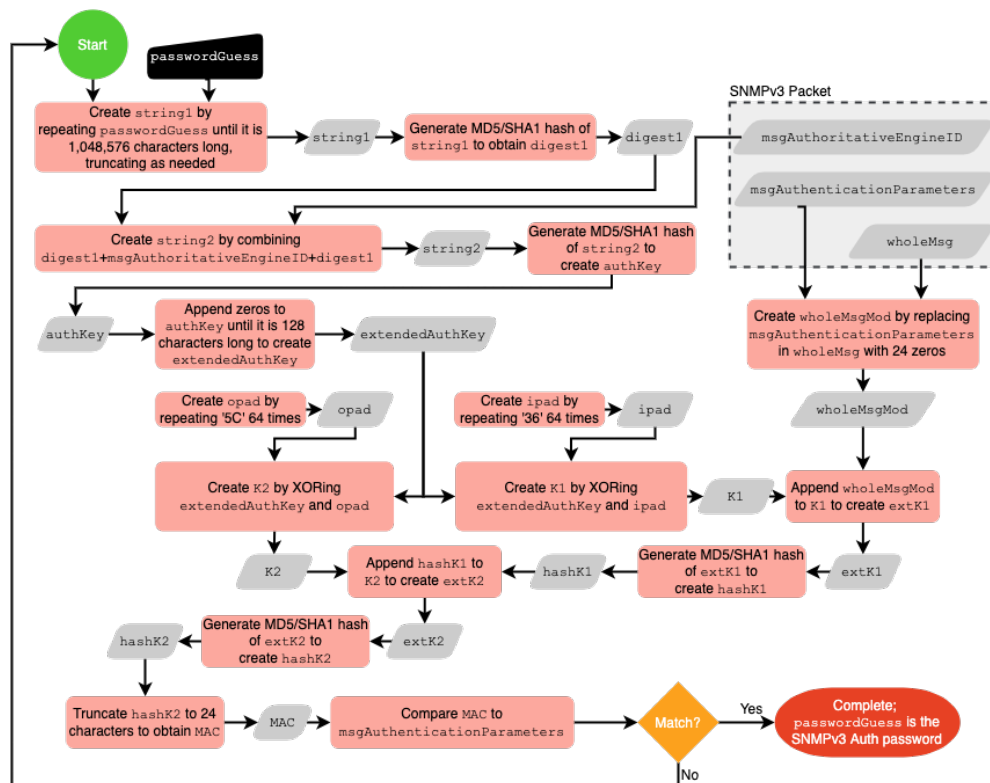 Start
passwordGuess
SNMPv3 Packet
Create string1 by
repeating passwordGuess until it is
1,048,576 characters long,
truncating as needed
string1
Generate MD5/SHA1 hash of
string1 to obtain digest1
digest1
msgAuthoritativeEngineID
msgAuthenticationParameters
wholeMsg
Create string2 by combining
digest1+msgAuthoritativeEngineID+digest1
string2
Generate MD5/SHA1 hash
of string2 to
create authKey
authKey
Append zeros to
authKey until it is 128
characters long to create
extendedAuthKey
extendedAuthKey
Create wholeMsgMod by replacing
msgAuthenticationParameters
in wholeMsg with 24 zeros
Create opad by
repeating '5C' 64 times
opad
Create ipad by
repeating '36' 64 times
ipad
wholeMsgMod
Create K2 by XORing
extendedAuthKey and opad
Create K1 by XORing
extendedAuthKey and ipad
K1
Append wholeMsgMod
to K1 to create extK1
K2
Append hashK1 to
K2 to create extK2
hashK1
Generate MD5/SHA1 hash
of extK1 to
create hashK1
extK1
hashK2
Generate MD5/SHA1 hash
of extK2 to
create hashK2
extK2
Truncate hashK2 to 24
characters to obtain MAC
MAC
Compare MAC to
msgAuthenticationParameters
Match?
Yes
Complete;
passwordGuess is the
SNMPv3 Auth password
No